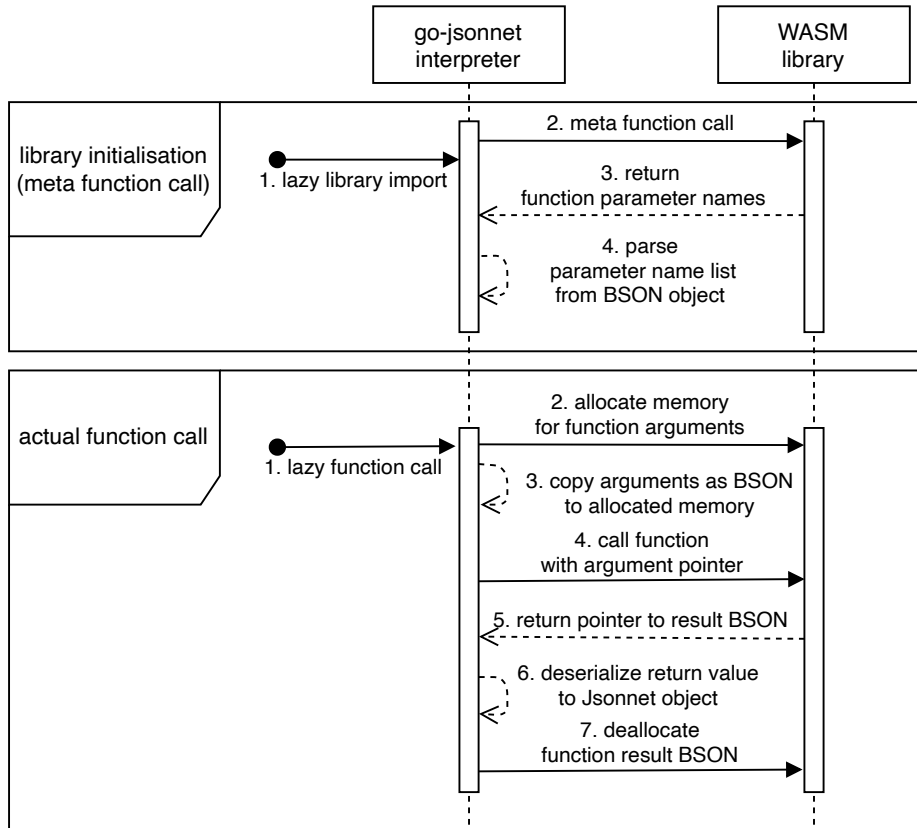 go-jsonnet
interpreter
WASM
library
library initialisation
(meta function call)
1. lazy library import
2. meta function call
3. return
function parameter names
4. parse
parameter name list
from BSON object
actual function call
1. lazy function call
2. allocate memory
for function arguments
3. copy arguments as BSON
to allocated memory
4. call function
with argument pointer
5. return pointer to result BSON
6. deserialize return value
to Jsonnet object
7. deallocate
function result BSON